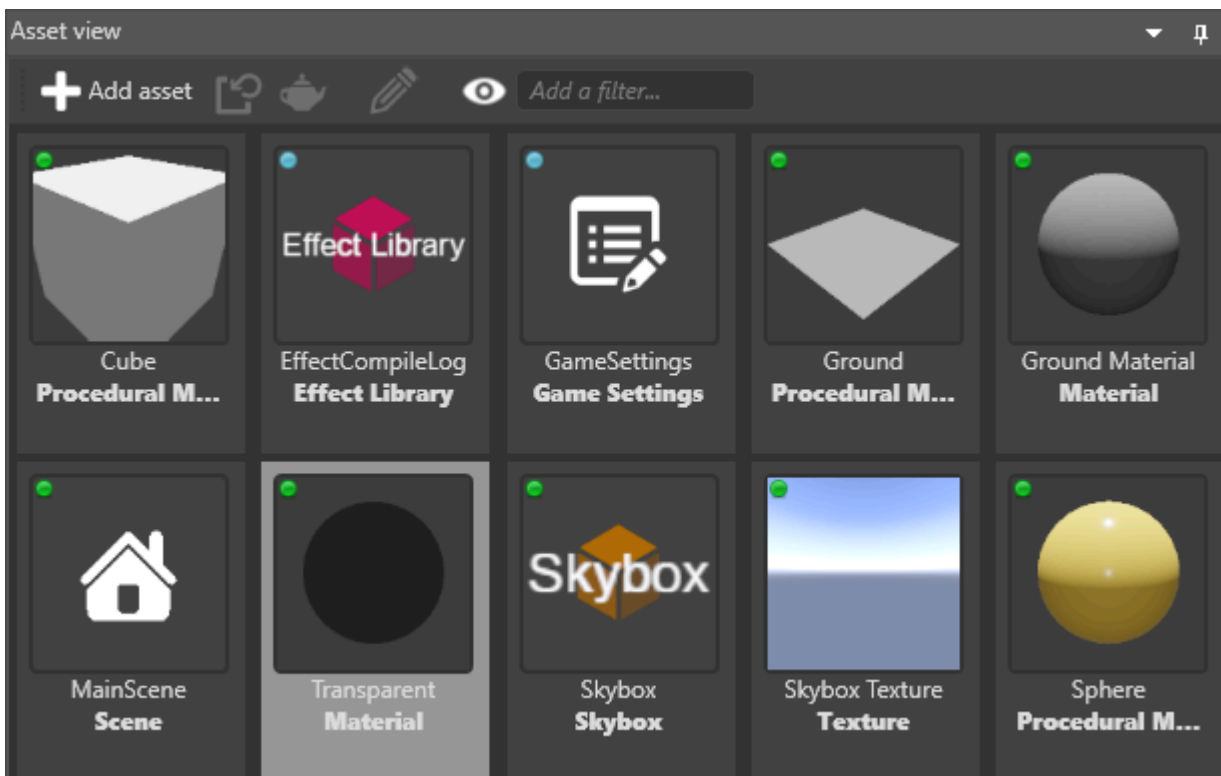 Asset view
Add asset
Add a filter...
Effect Library
Cube
Procedural M...
EffectCompileLog
Effect Library
GameSettings
Game Settings
Ground
Procedural M...
Ground Material
Material
Skybox
MainScene
Scene
Transparent
Material
Skybox
Skybox
Skybox Texture
Texture
Sphere
Procedural M...